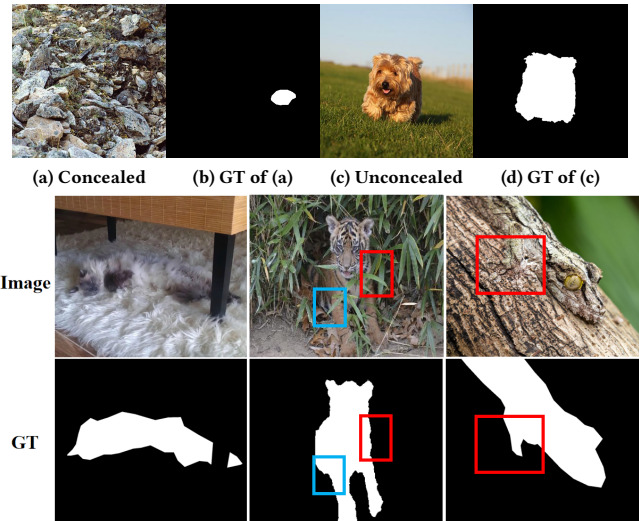 (a) Concealed
(b) GT of (a)
(c) Unconcealed
(d) GT of (c)
Image
GT